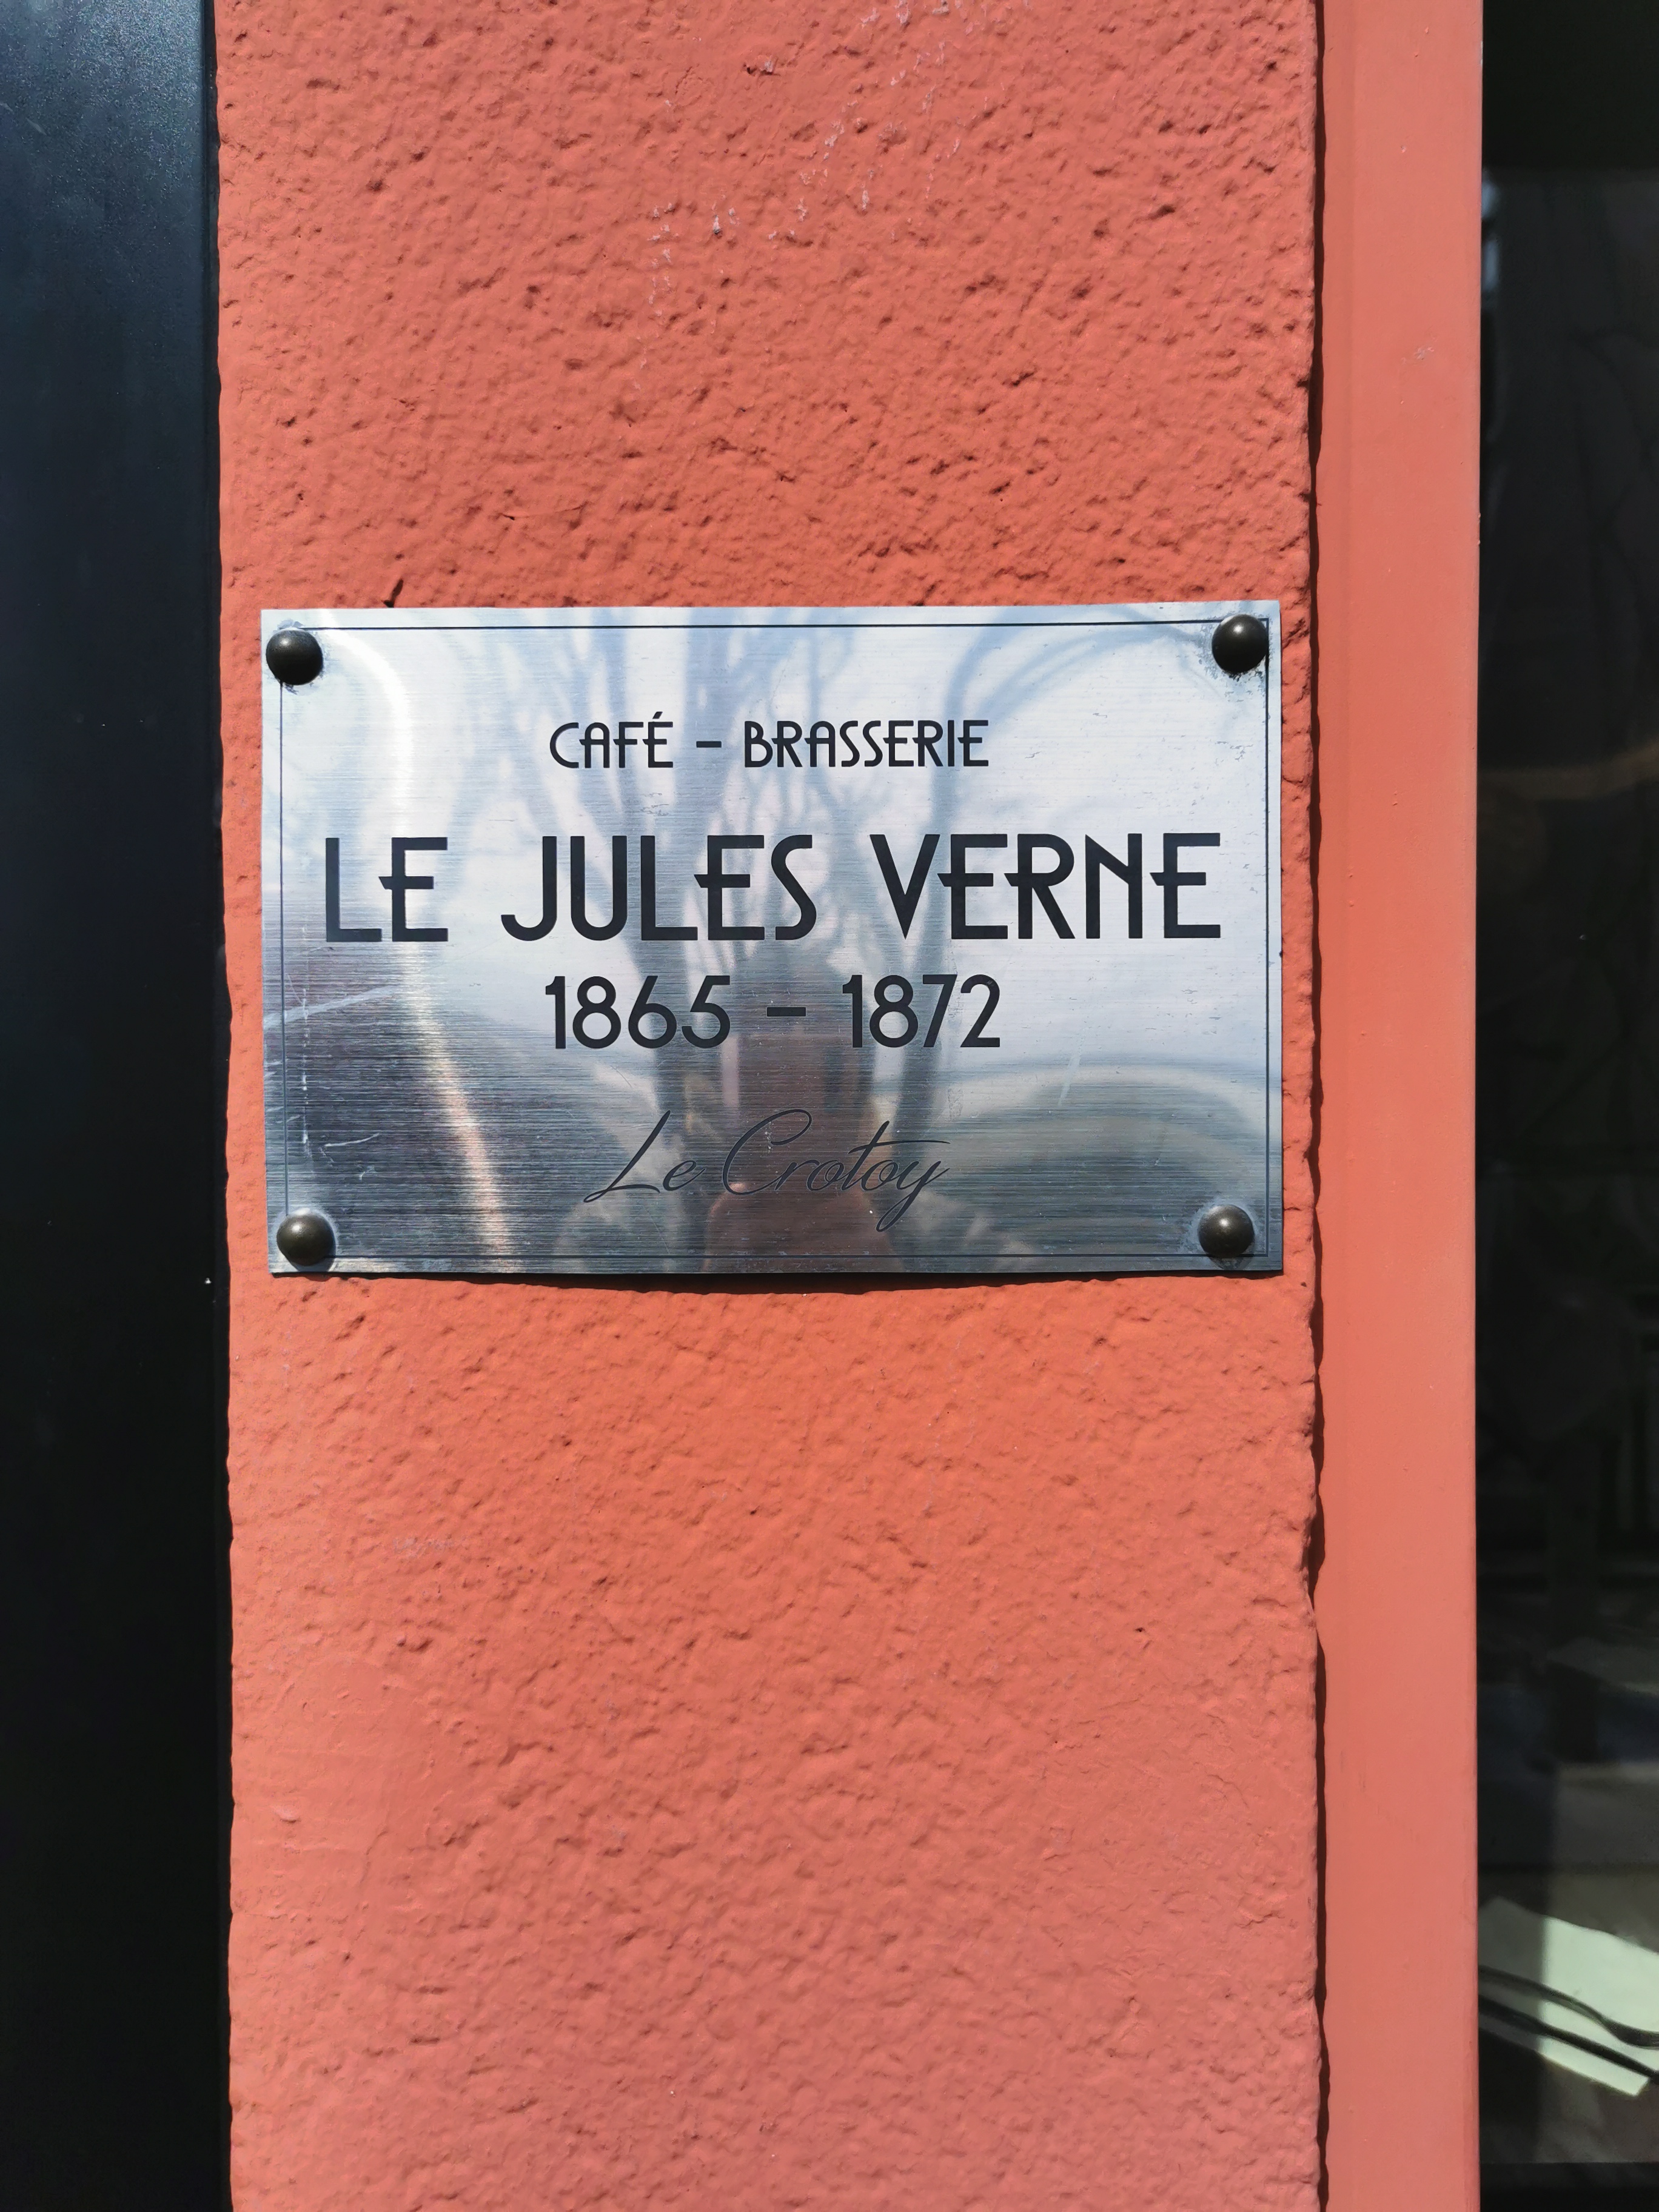 CAFÉ - BRASSERIE
LE JULES VERNE
1865 - 1872
Le Crotoy